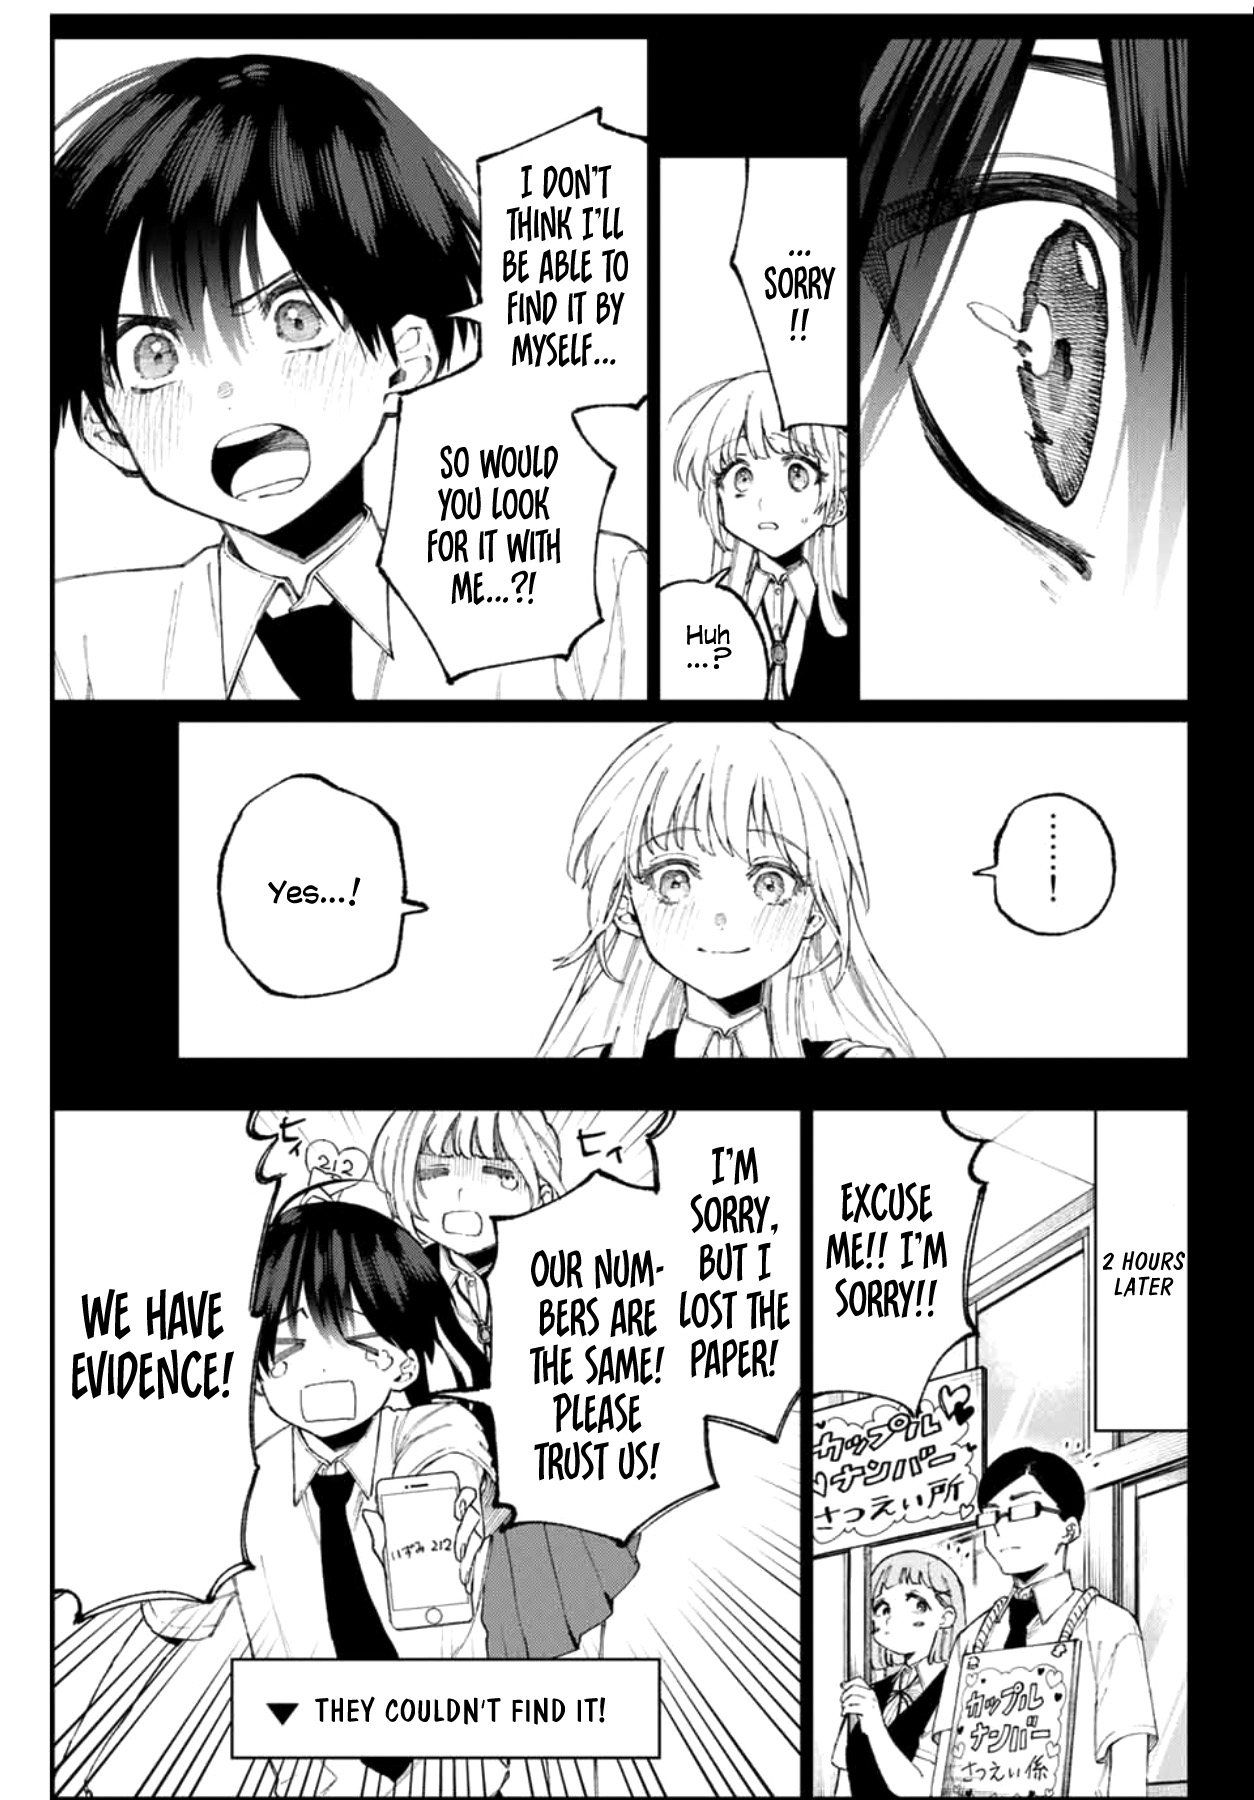 ...
SORRY
!!
Huh
...?
I DON'T
THINK I'LL
BE ABLE TO
FIND IT BY
MYSELF...
SO WOULD
YOU LOOK
FOR IT WITH
ME...?!
.......!
Yes...!
2 HOURS
LATER
EXCUSE
ME!! I'M
SORRY!!
カップル
ナンバー
さつえい所
カップル
ナンバー
さつえい係
I'M
SORRY,
BUT I
LOST THE
PAPER!
OUR NUM-
BERS ARE
THE SAME!
PLEASE
TRUST US!
ヒィ
ヒィ
212
WE HAVE
EVIDENCE!
いずみ 212
▼ THEY COULDN'T FIND IT!